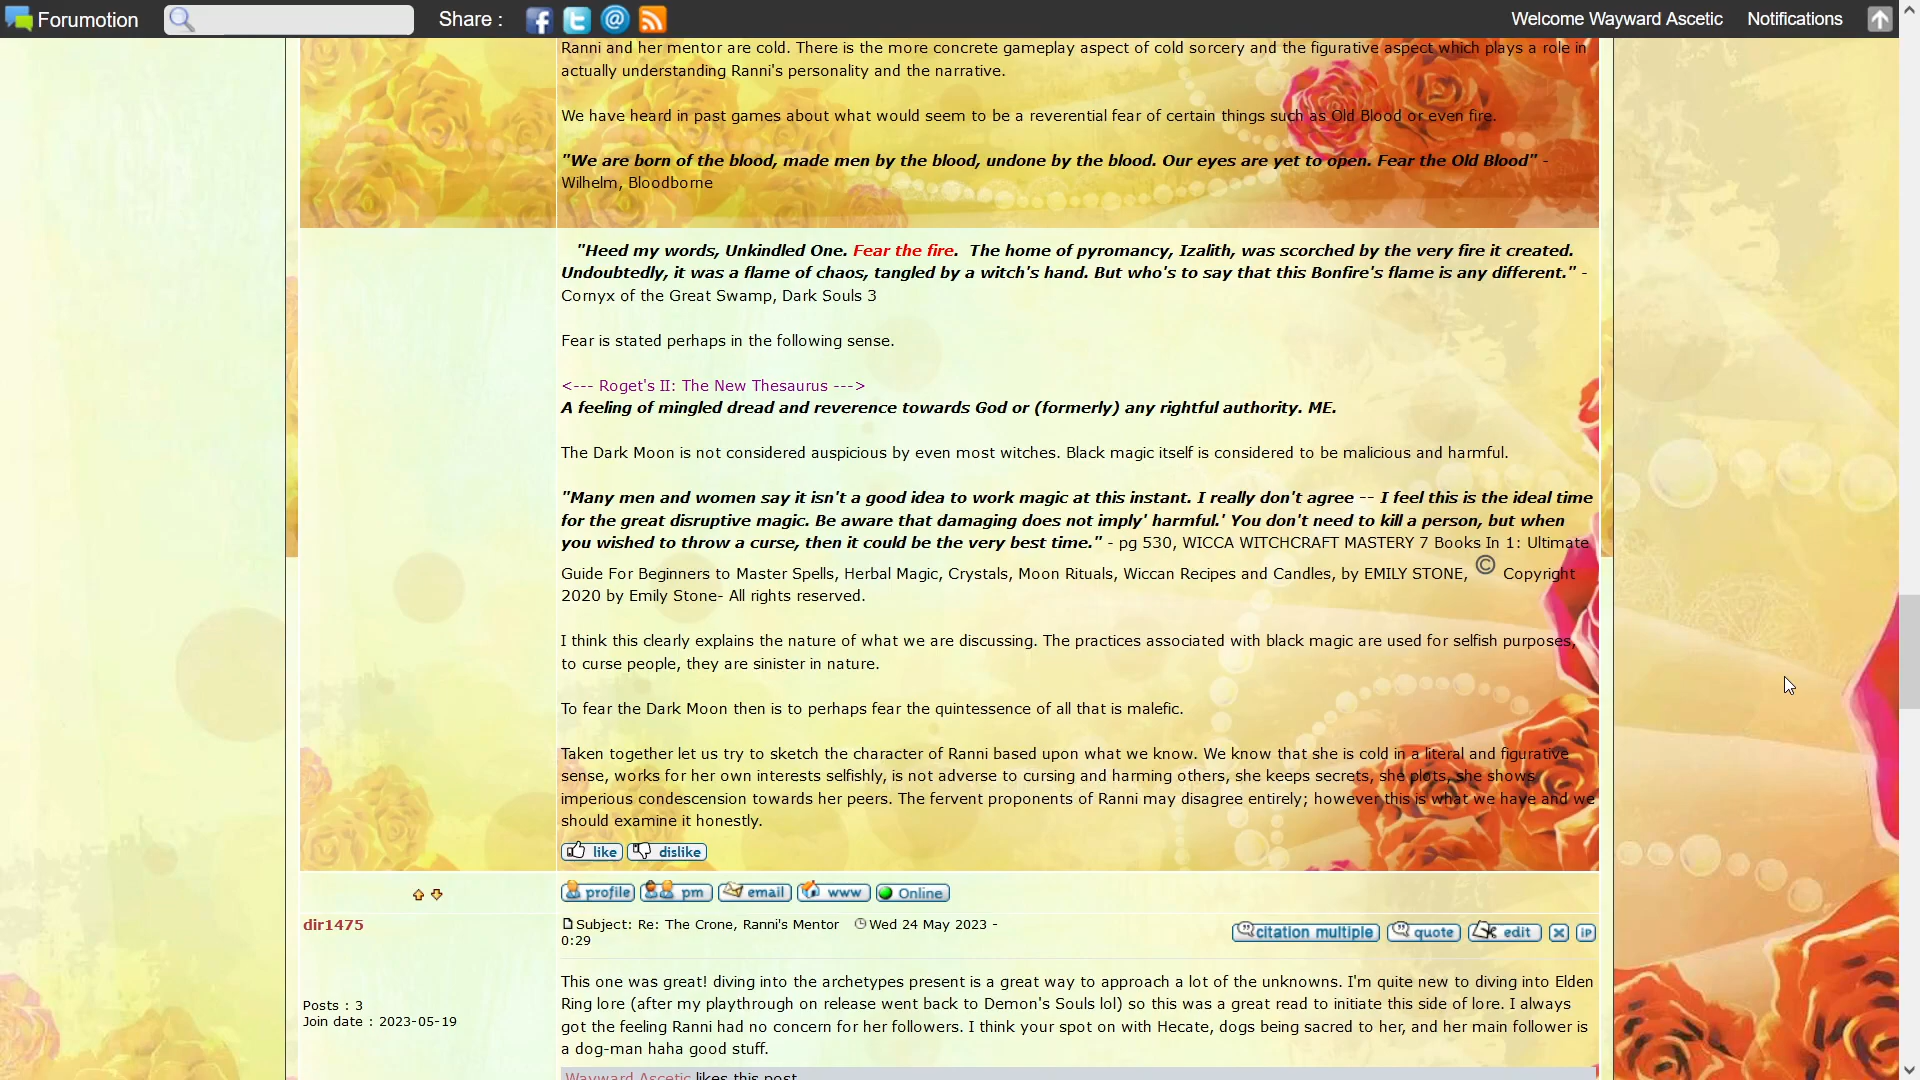 Forumotion
Share :
Welcome Wayward Ascetic
Notifications
Ranni and her mentor are cold. There is the more concrete gameplay aspect of cold sorcery and the figurative aspect which plays a role in
actually understanding Ranni's personality and the narrative.
We have heard in past games about what would seem to be a reverential fear of certain things such as Old Blood or even fire.
"We are born of the blood, made men by the blood, undone by the blood. Our eyes are yet to open. Fear the Old Blood" -
Wilhelm, Bloodborne
"Heed my words, Unkindled One. Fear the fire. The home of pyromancy, Izalith, was scorched by the very fire it created.
Undoubtedly, it was a flame of chaos, tangled by a witch's hand. But who's to say that this Bonfire's flame is any different." -
Cornyx of the Great Swamp, Dark Souls 3
Fear is stated perhaps in the following sense.
<--- Roget's II: The New Thesaurus --->
A feeling of mingled dread and reverence towards God or (formerly) any rightful authority. ME.
The Dark Moon is not considered auspicious by even most witches. Black magic itself is considered to be malicious and harmful.
"Many men and women say it isn't a good idea to work magic at this instant. I really don't agree -- I feel this is the ideal time
for the great disruptive magic. Be aware that damaging does not imply' harmful.' You don't need to kill a person, but when
you wished to throw a curse, then it could be the very best time." - pg 530, WICCA WITCHCRAFT MASTERY 7 Books In 1: Ultimate
Guide For Beginners to Master Spells, Herbal Magic, Crystals, Moon Rituals, Wiccan Recipes and Candles, by EMILY STONE, © Copyright
2020 by Emily Stone- All rights reserved.
I think this clearly explains the nature of what we are discussing. The practices associated with black magic are used for selfish purposes,
to curse people, they are sinister in nature.
To fear the Dark Moon then is to perhaps fear the quintessence of all that is malefic.
Taken together let us try to sketch the character of Ranni based upon what we know. We know that she is cold in a literal and figurative
sense, works for her own interests selfishly, is not adverse to cursing and harming others, she keeps secrets, she plots, she shows
imperious condescension towards her peers. The fervent proponents of Ranni may disagree entirely; however this is what we have and we
should examine it honestly.
like dislike
profile pm email www Online
dir1475
Subject: Re: The Crone, Ranni's Mentor Wed 24 May 2023 -
0:29
citation multiple quote edit X IP
Posts : 3
Join date : 2023-05-19
This one was great! diving into the archetypes present is a great way to approach a lot of the unknowns. I'm quite new to diving into Elden
Ring lore (after my playthrough on release went back to Demon's Souls lol) so this was a great read to initiate this side of lore. I always
got the feeling Ranni had no concern for her followers. I think your spot on with Hecate, dogs being sacred to her, and her main follower is
a dog-man haha good stuff.
Wayward Ascetic likes this post